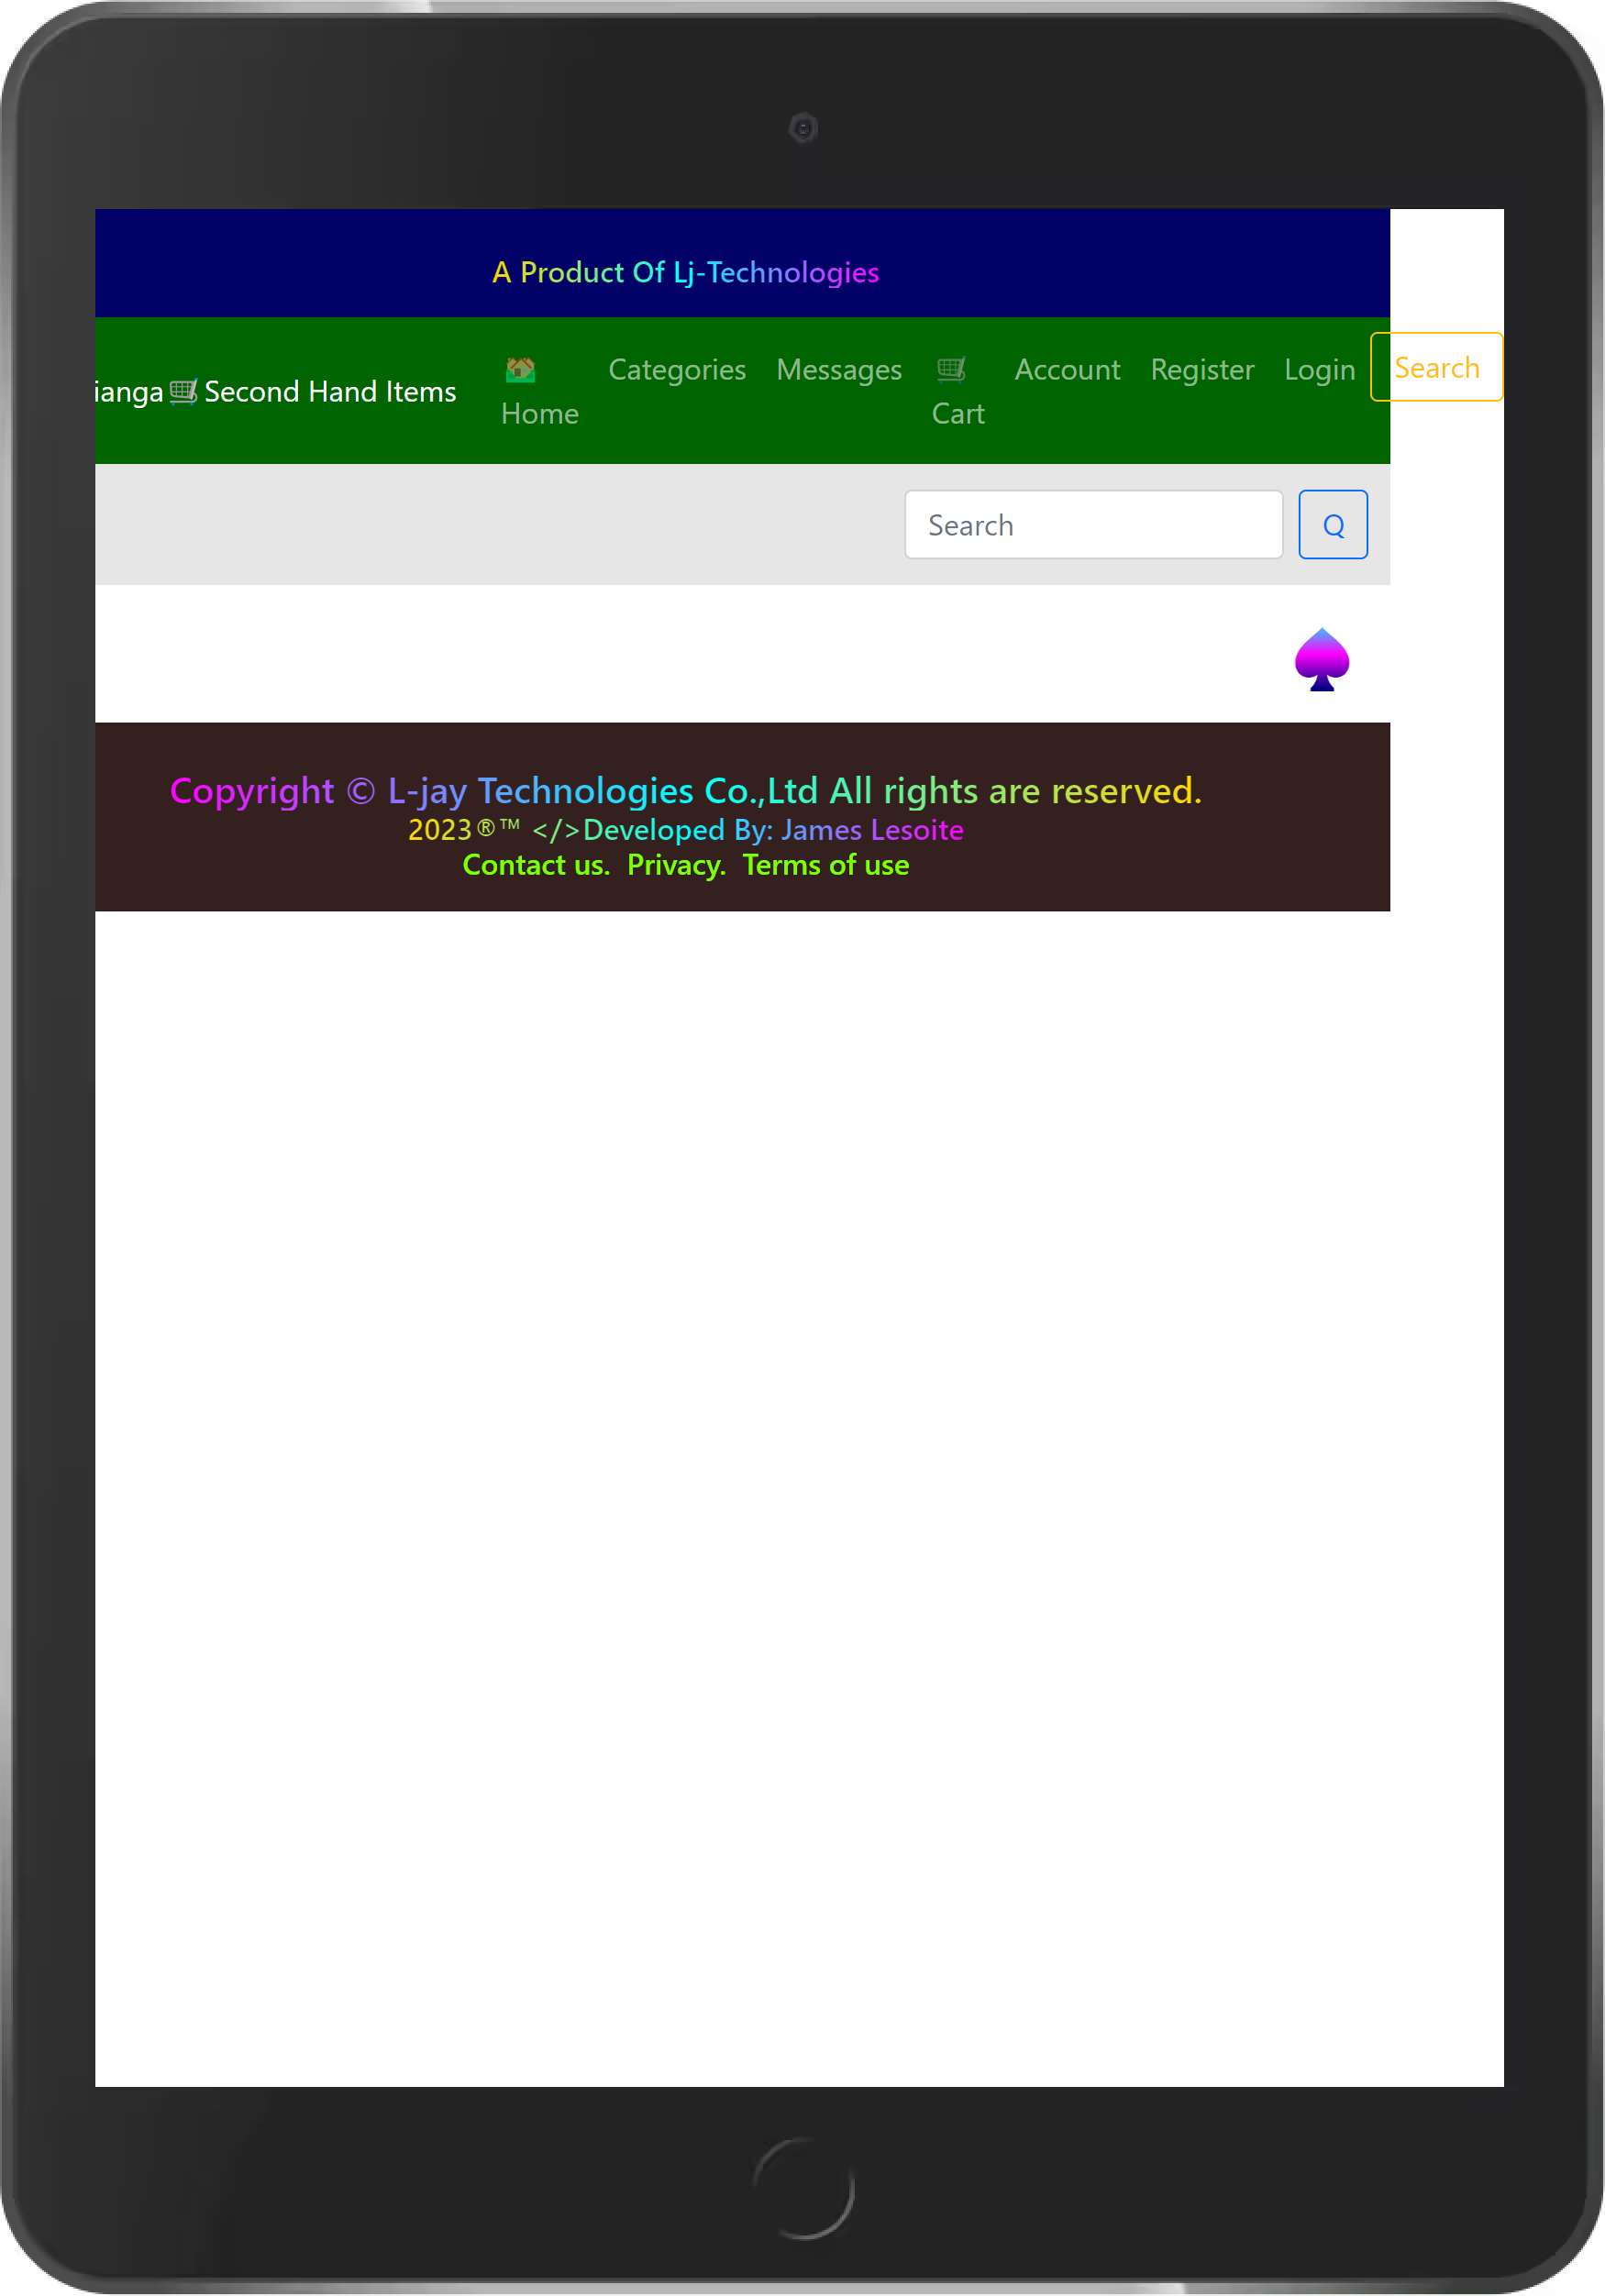 A Product Of Lj-Technologies
ianga🛒Second Hand Items
🏡 Home
Categories
Messages
🛒 Cart
Account
Register
Login
Search
Search
Q
Copyright © L-jay Technologies Co.,Ltd All rights are reserved.
2023®™ </>Developed By: James Lesoite
Contact us. Privacy. Terms of use